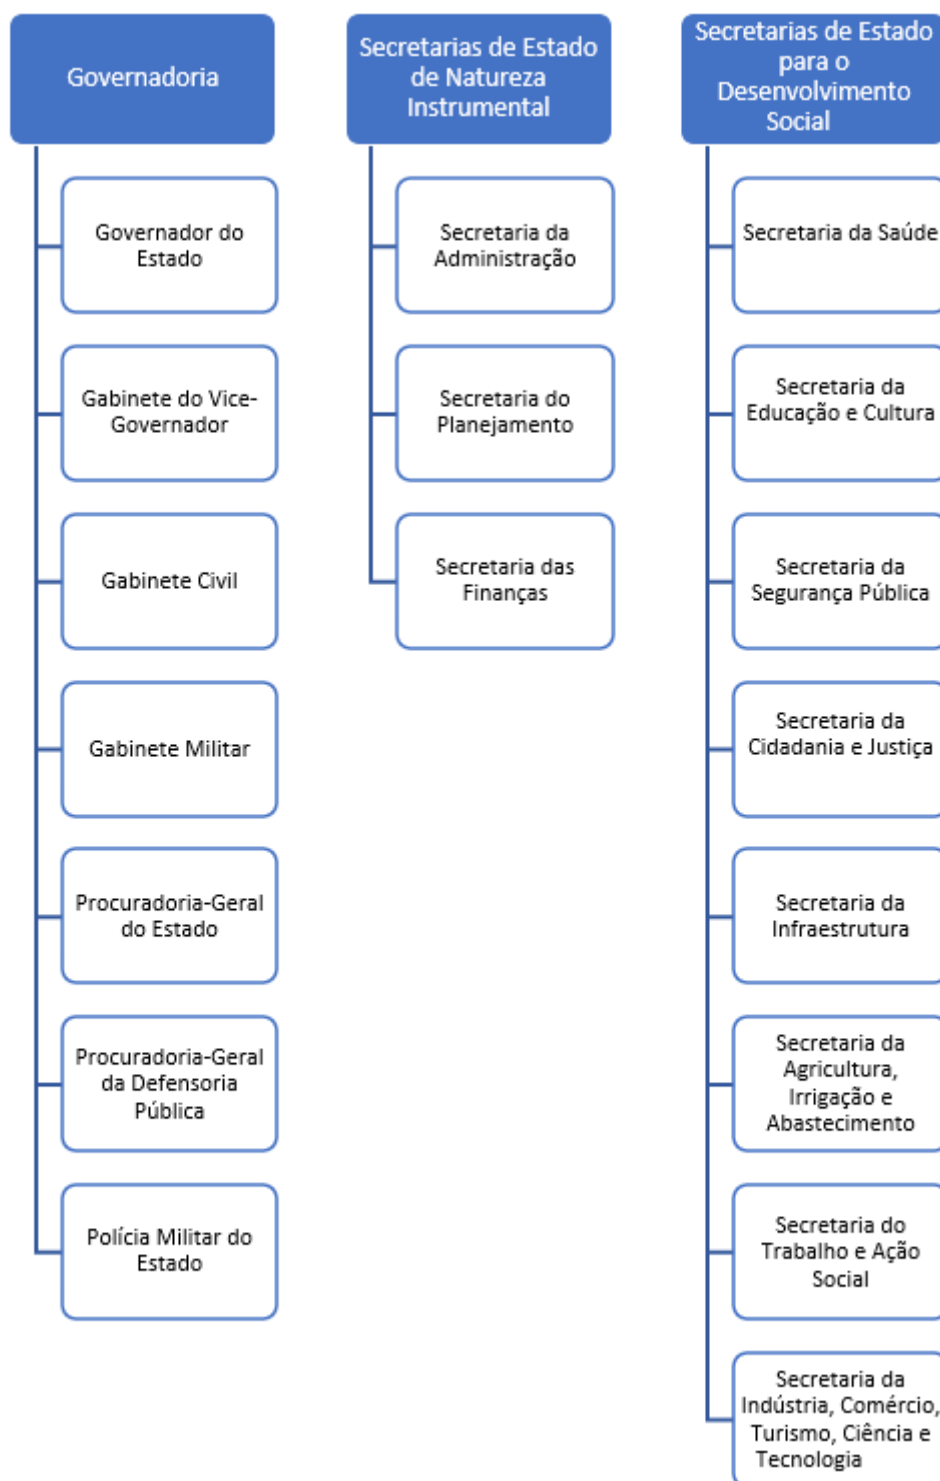 Governadoria
Governador do
Estado
Gabinete do Vice-
Governador
Gabinete Civil
Gabinete Militar
Procuradoria-Geral
do Estado
Procuradoria-Geral
da Defensoria
Pública
Polícia Militar do
Estado
Secretarias de Estado
de Natureza
Instrumental
Secretaria da
Administração
Secretaria do
Planejamento
Secretaria das
Finanças
Secretarias de Estado
para o
Desenvolvimento
Social
Secretaria da Saúde
Secretaria da
Educação e Cultura
Secretaria da
Segurança Pública
Secretaria da
Cidadania e Justiça
Secretaria da
Infraestrutura
Secretaria da
Agricultura,
Irrigação e
Abastecimento
Secretaria do
Trabalho e Ação
Social
Secretaria da
Indústria, Comércio,
Turismo, Ciência e
Tecnologia